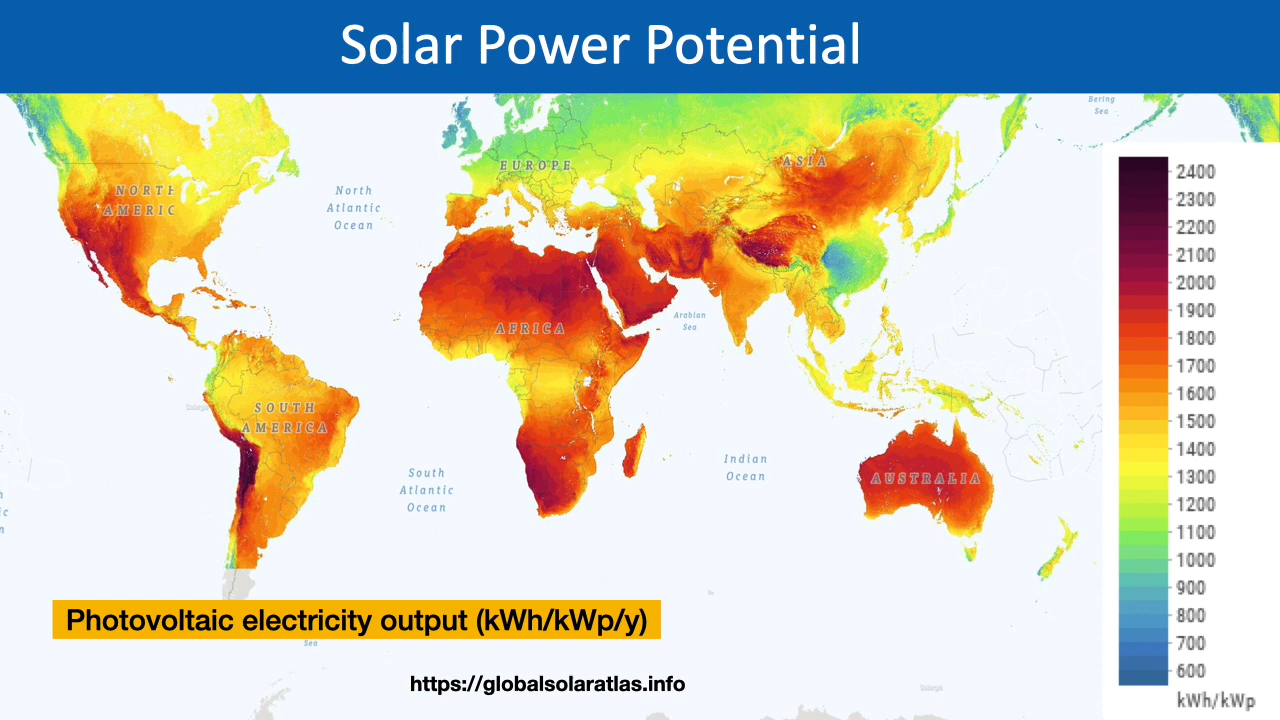 Solar Power Potential
Bering
Sea
EUROPE
ASIA
NORTH
AMERIC
North
Atlantic
Ocean
AFRICA
Arabian
Sea
SOUTH
AMERICA
South
Atlantic
Ocean
Indian
Ocean
AUSTRALIA
2400
2300
2200
2100
2000
1900
1800
1700
1600
1500
1400
1300
1200
1100
1000
900
800
700
600
kWh/kWp
Photovoltaic electricity output (kWh/kWp/y)
Sea
https://globalsolaratlas.info